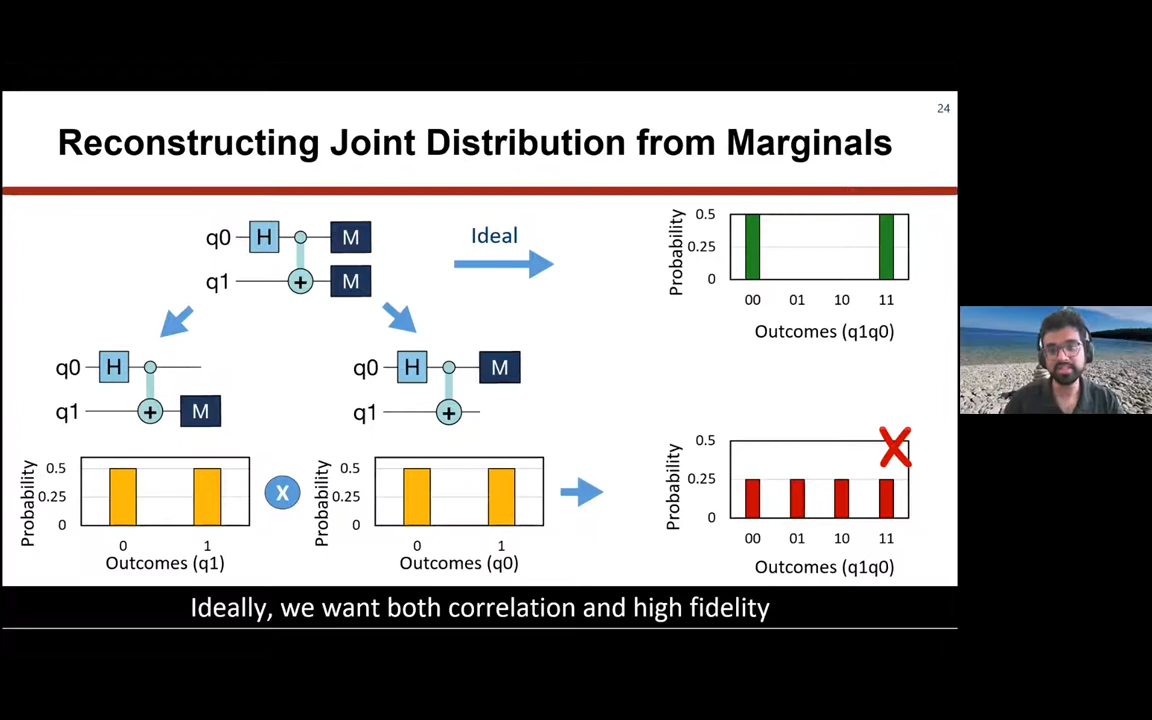 24
Reconstructing Joint Distribution from Marginals
q0 H M
q1 + M
Ideal
Probability
0.5
0.25
0
00 01 10 11
Outcomes (q1q0)
q0 H
q1 + M
q0 H M
q1 +
Probability
0.5
0.25
0
0 1
Outcomes (q1)
X
Probability
0.5
0.25
0
0 1
Outcomes (q0)
Probability
0.5
0.25
0
00 01 10 11
Outcomes (q1q0)
Ideally, we want both correlation and high fidelity